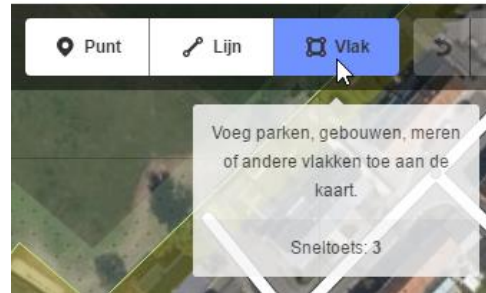 Punt Lijn Vlak
Voeg parken, gebouwen, meren
of andere vlakken toe aan de
kaart.
Sneltoets: 3